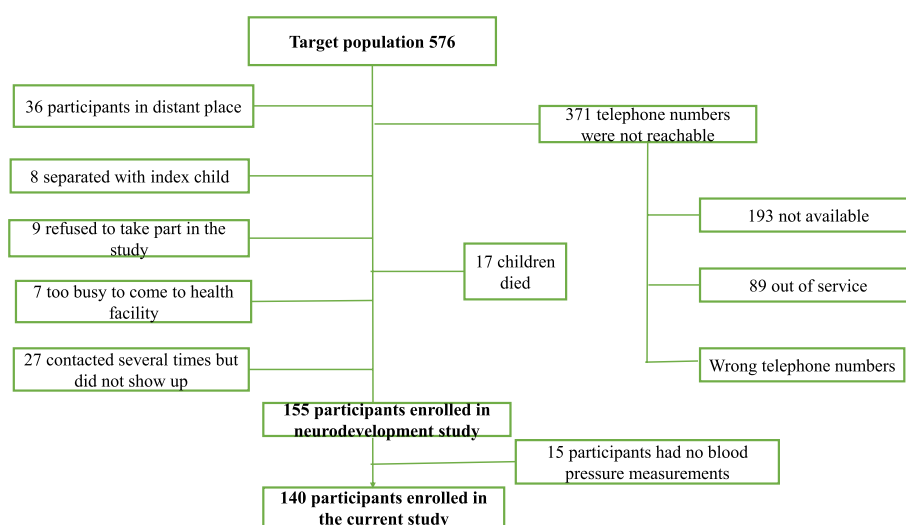 Target population 576
36 participants in distant place
371 telephone numbers
were not reachable
8 separated with index child
193 not available
9 refused to take part in the
study
17 children
died
7 too busy to come to health
facility
89 out of service
27 contacted several times but
did not show up
Wrong telephone numbers
155 participants enrolled in
neurodevelopment study
15 participants had no blood
pressure measurements
140 participants enrolled in
the current study